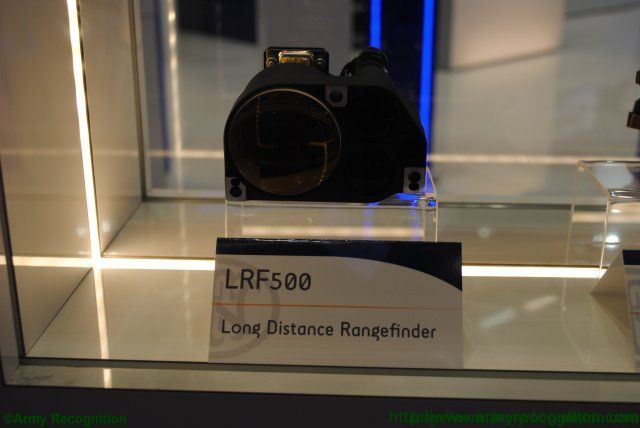 LRF500
Long Distance Rangefinder
©Army Recognition
http://www.armyrecognition.com